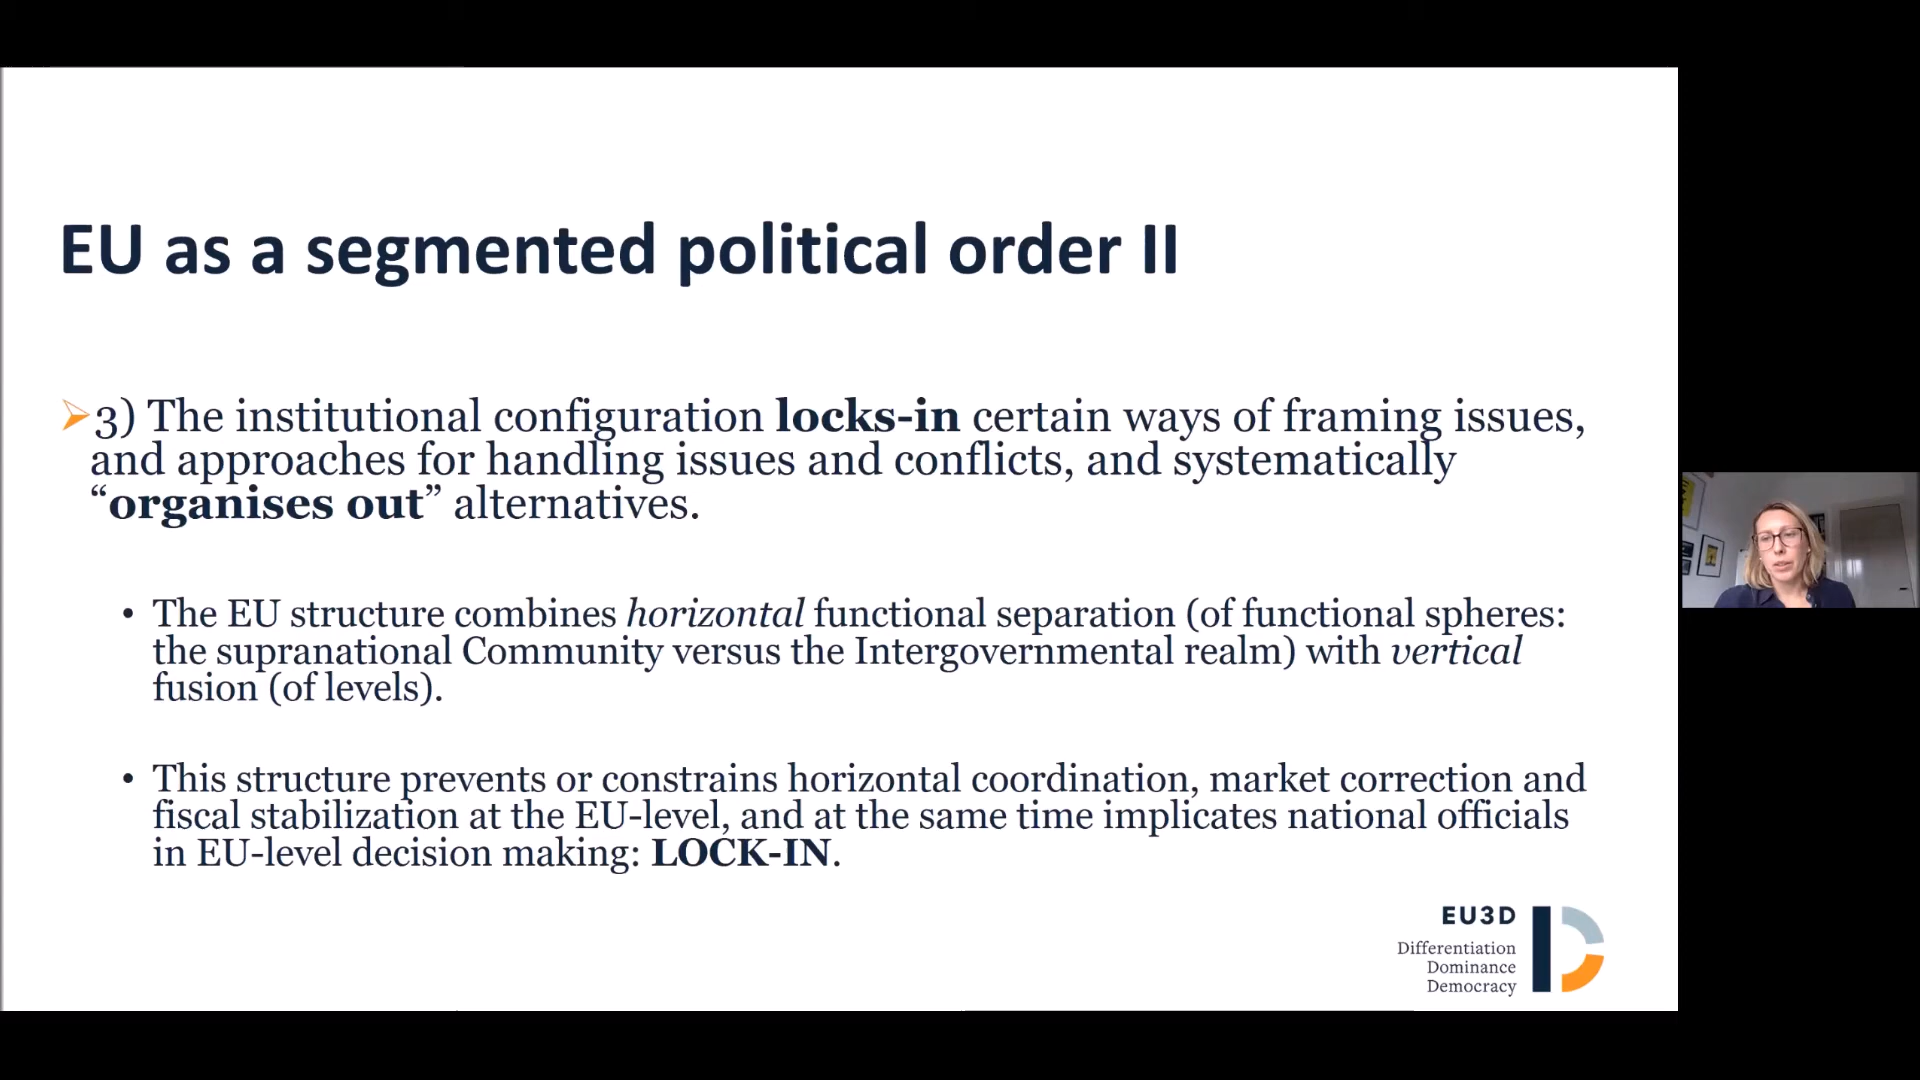 EU as a segmented political order II
3) The institutional configuration locks-in certain ways of framing issues,
and approaches for handling issues and conflicts, and systematically
“organises out” alternatives.
• The EU structure combines horizontal functional separation (of functional spheres:
the supranational Community versus the Intergovernmental realm) with vertical
fusion (of levels).
• This structure prevents or constrains horizontal coordination, market correction and
fiscal stabilization at the EU-level, and at the same time implicates national officials
in EU-level decision making: LOCK-IN.
EU3D
Differentiation
Dominance
Democracy